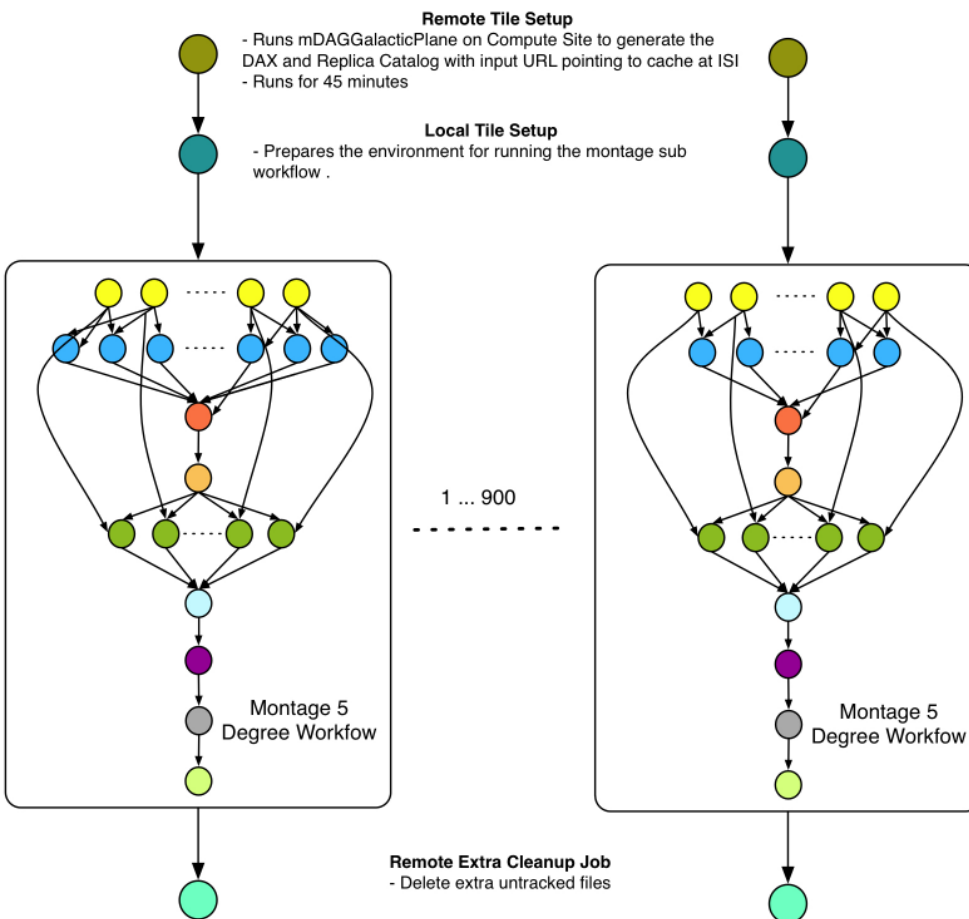 Remote Tile Setup
- Runs mDAGGalacticPlane on Compute Site to generate the
DAX and Replica Catalog with input URL pointing to cache at ISI
- Runs for 45 minutes
Local Tile Setup
- Prepares the environment for running the montage sub
workflow .
1 ... 900
Montage 5
Degree Workfow
Montage 5
Degree Workfow
Remote Extra Cleanup Job
- Delete extra untracked files